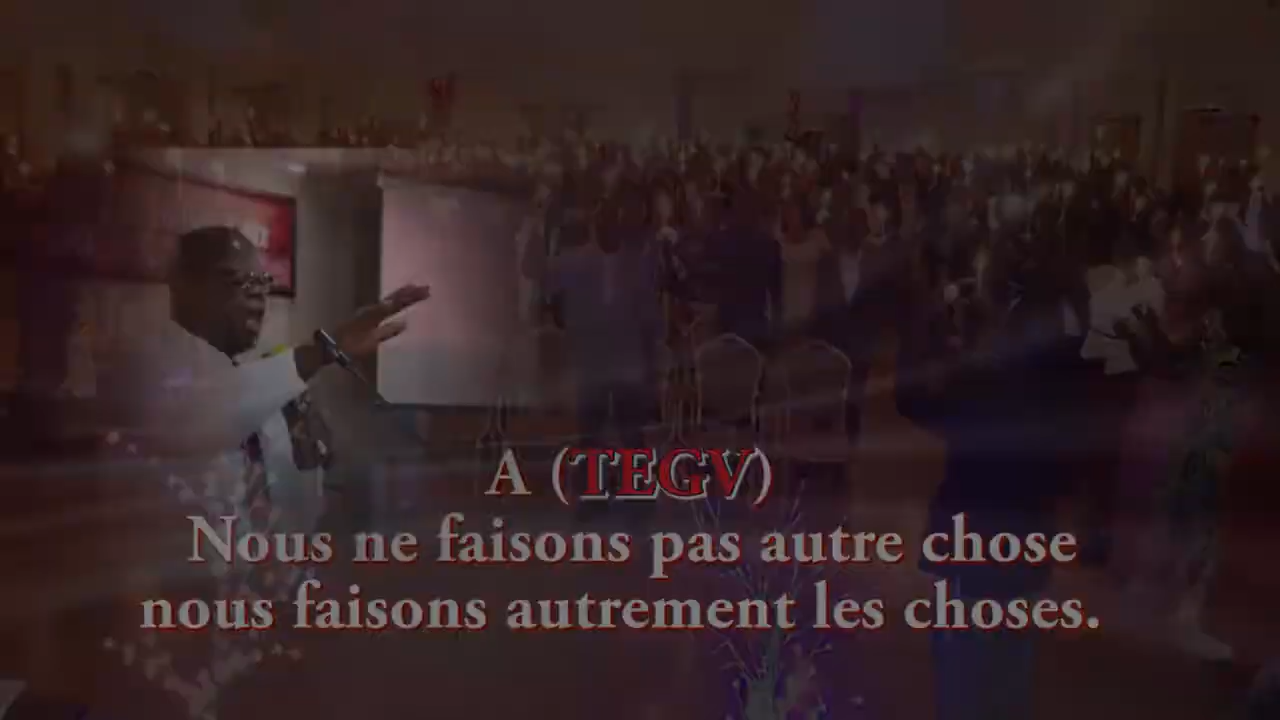 A (TEGV)
Nous ne faisons pas autre chose
nous faisons autrement les choses.